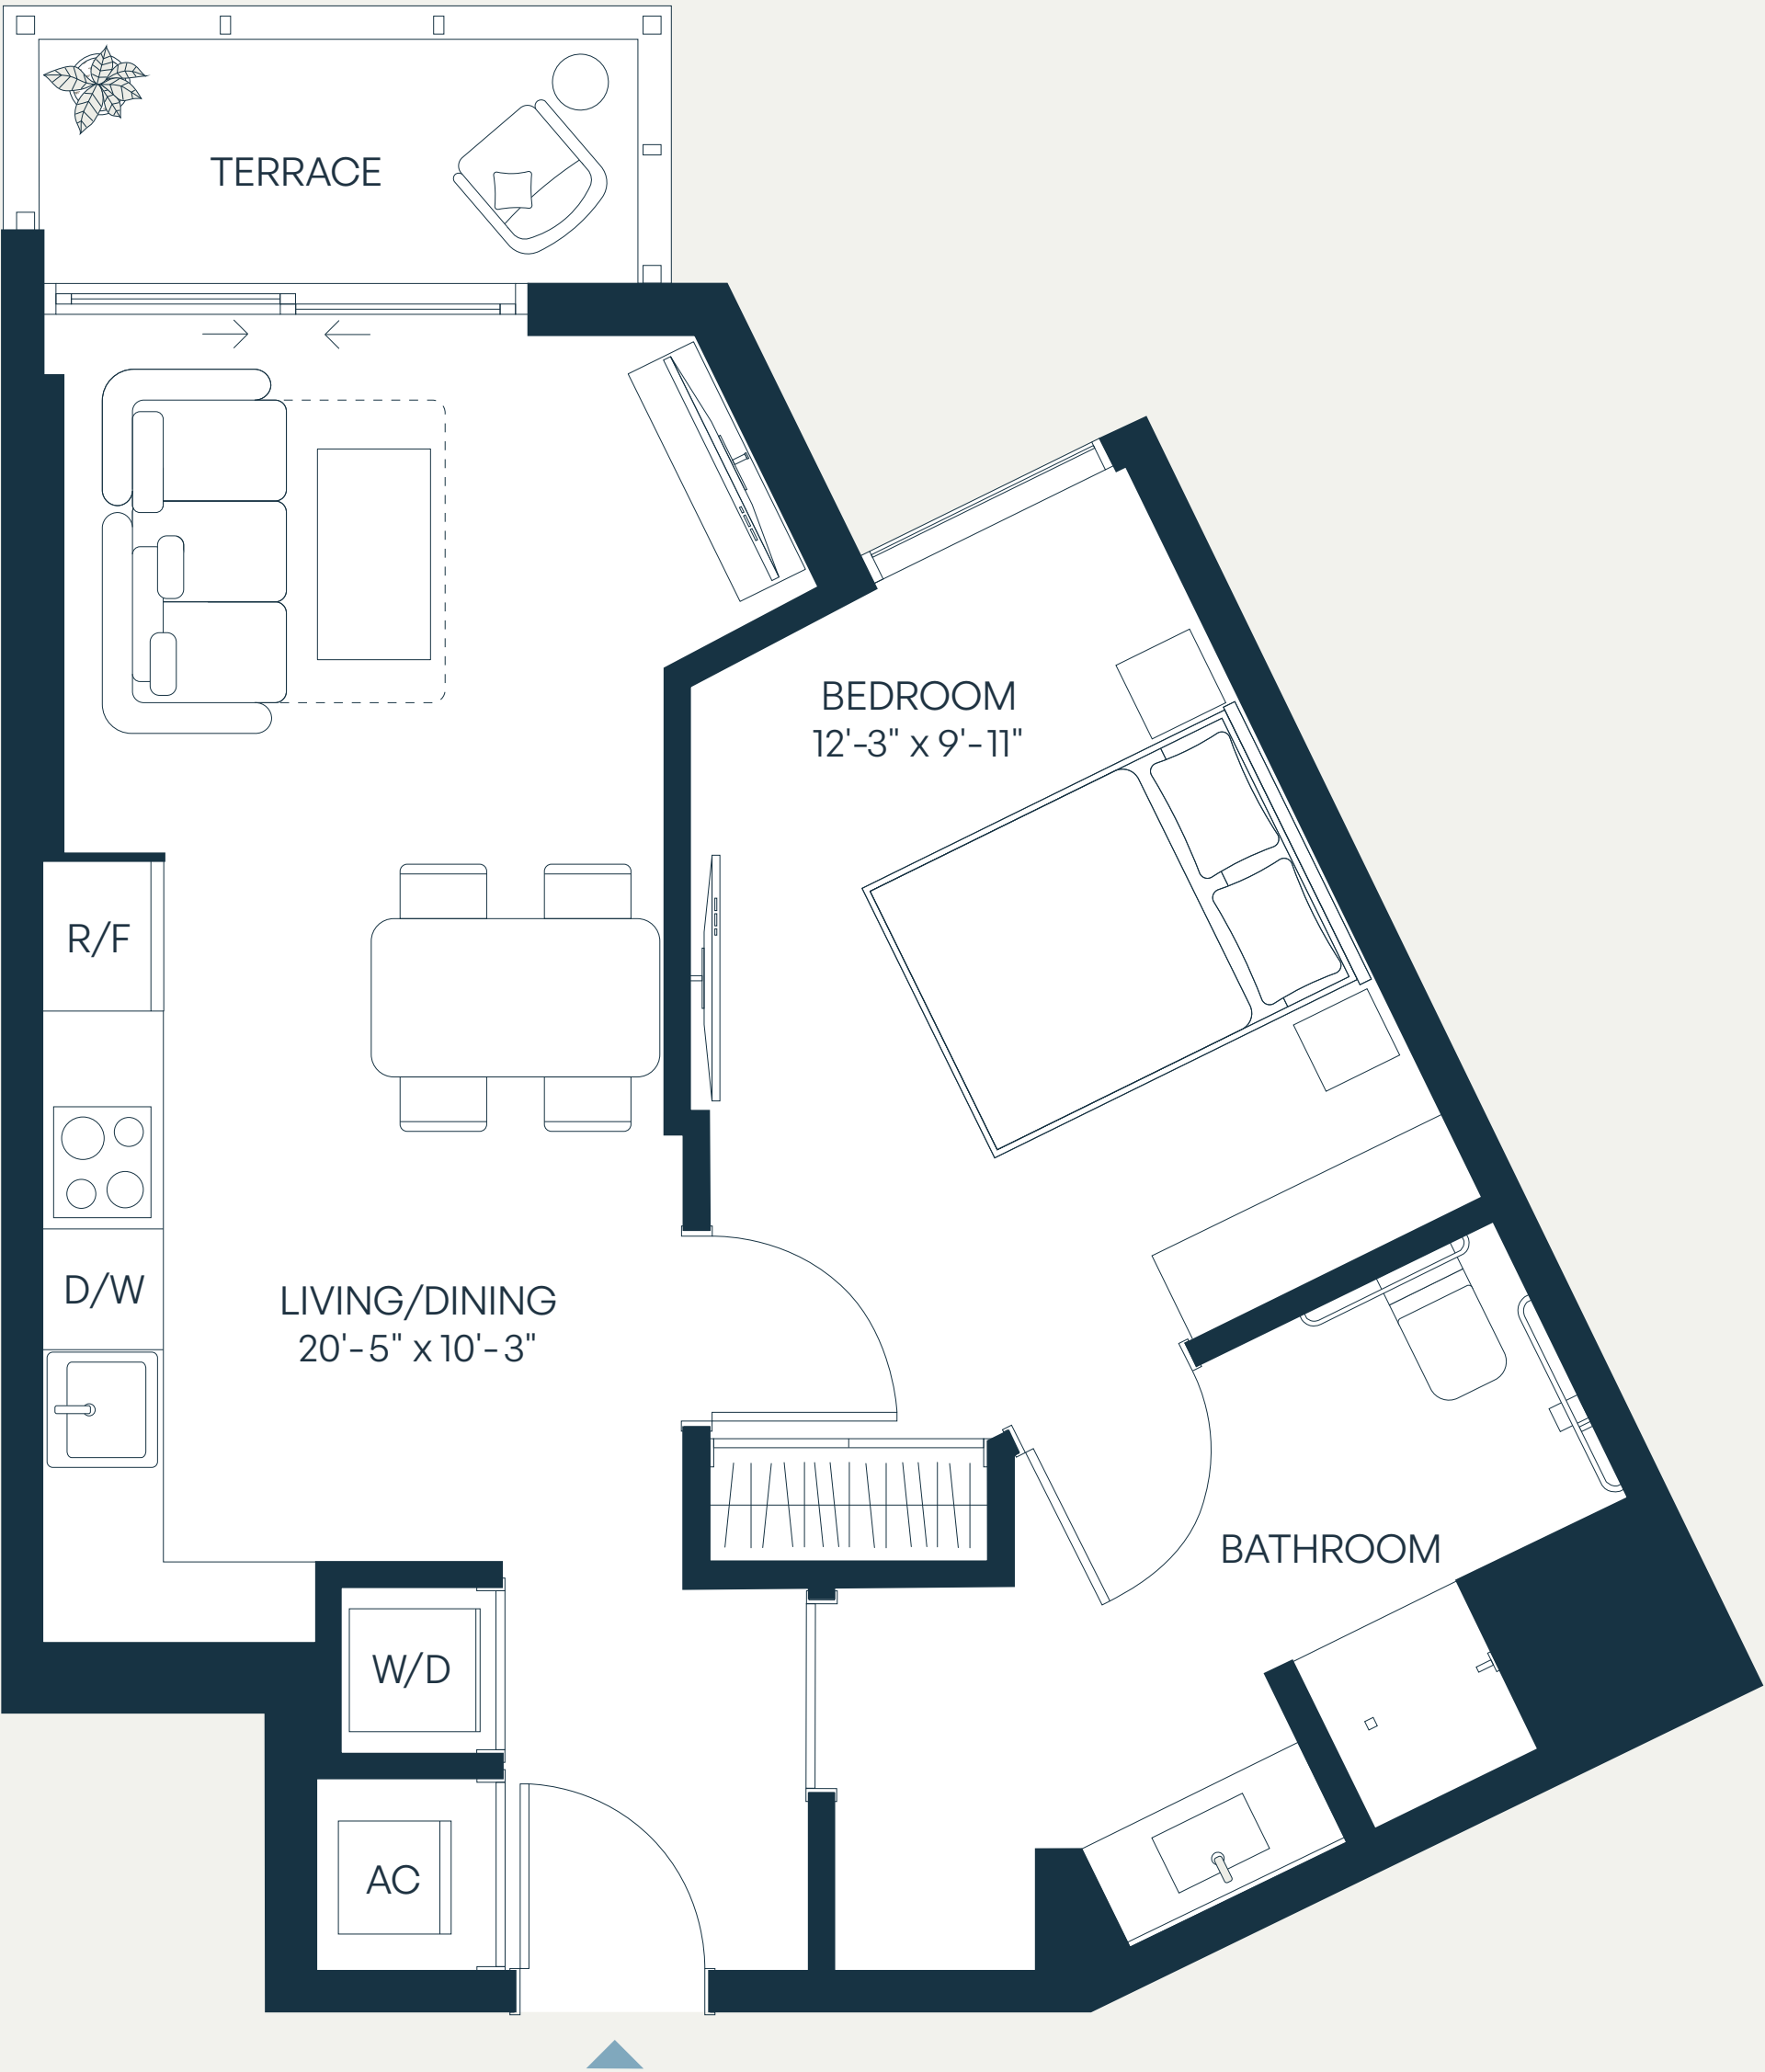 TERRACE
BEDROOM
12'-3" x 9'-11"
R/F
D/W
LIVING/DINING
20'-5" x 10'-3"
BATHROOM
W/D
AC